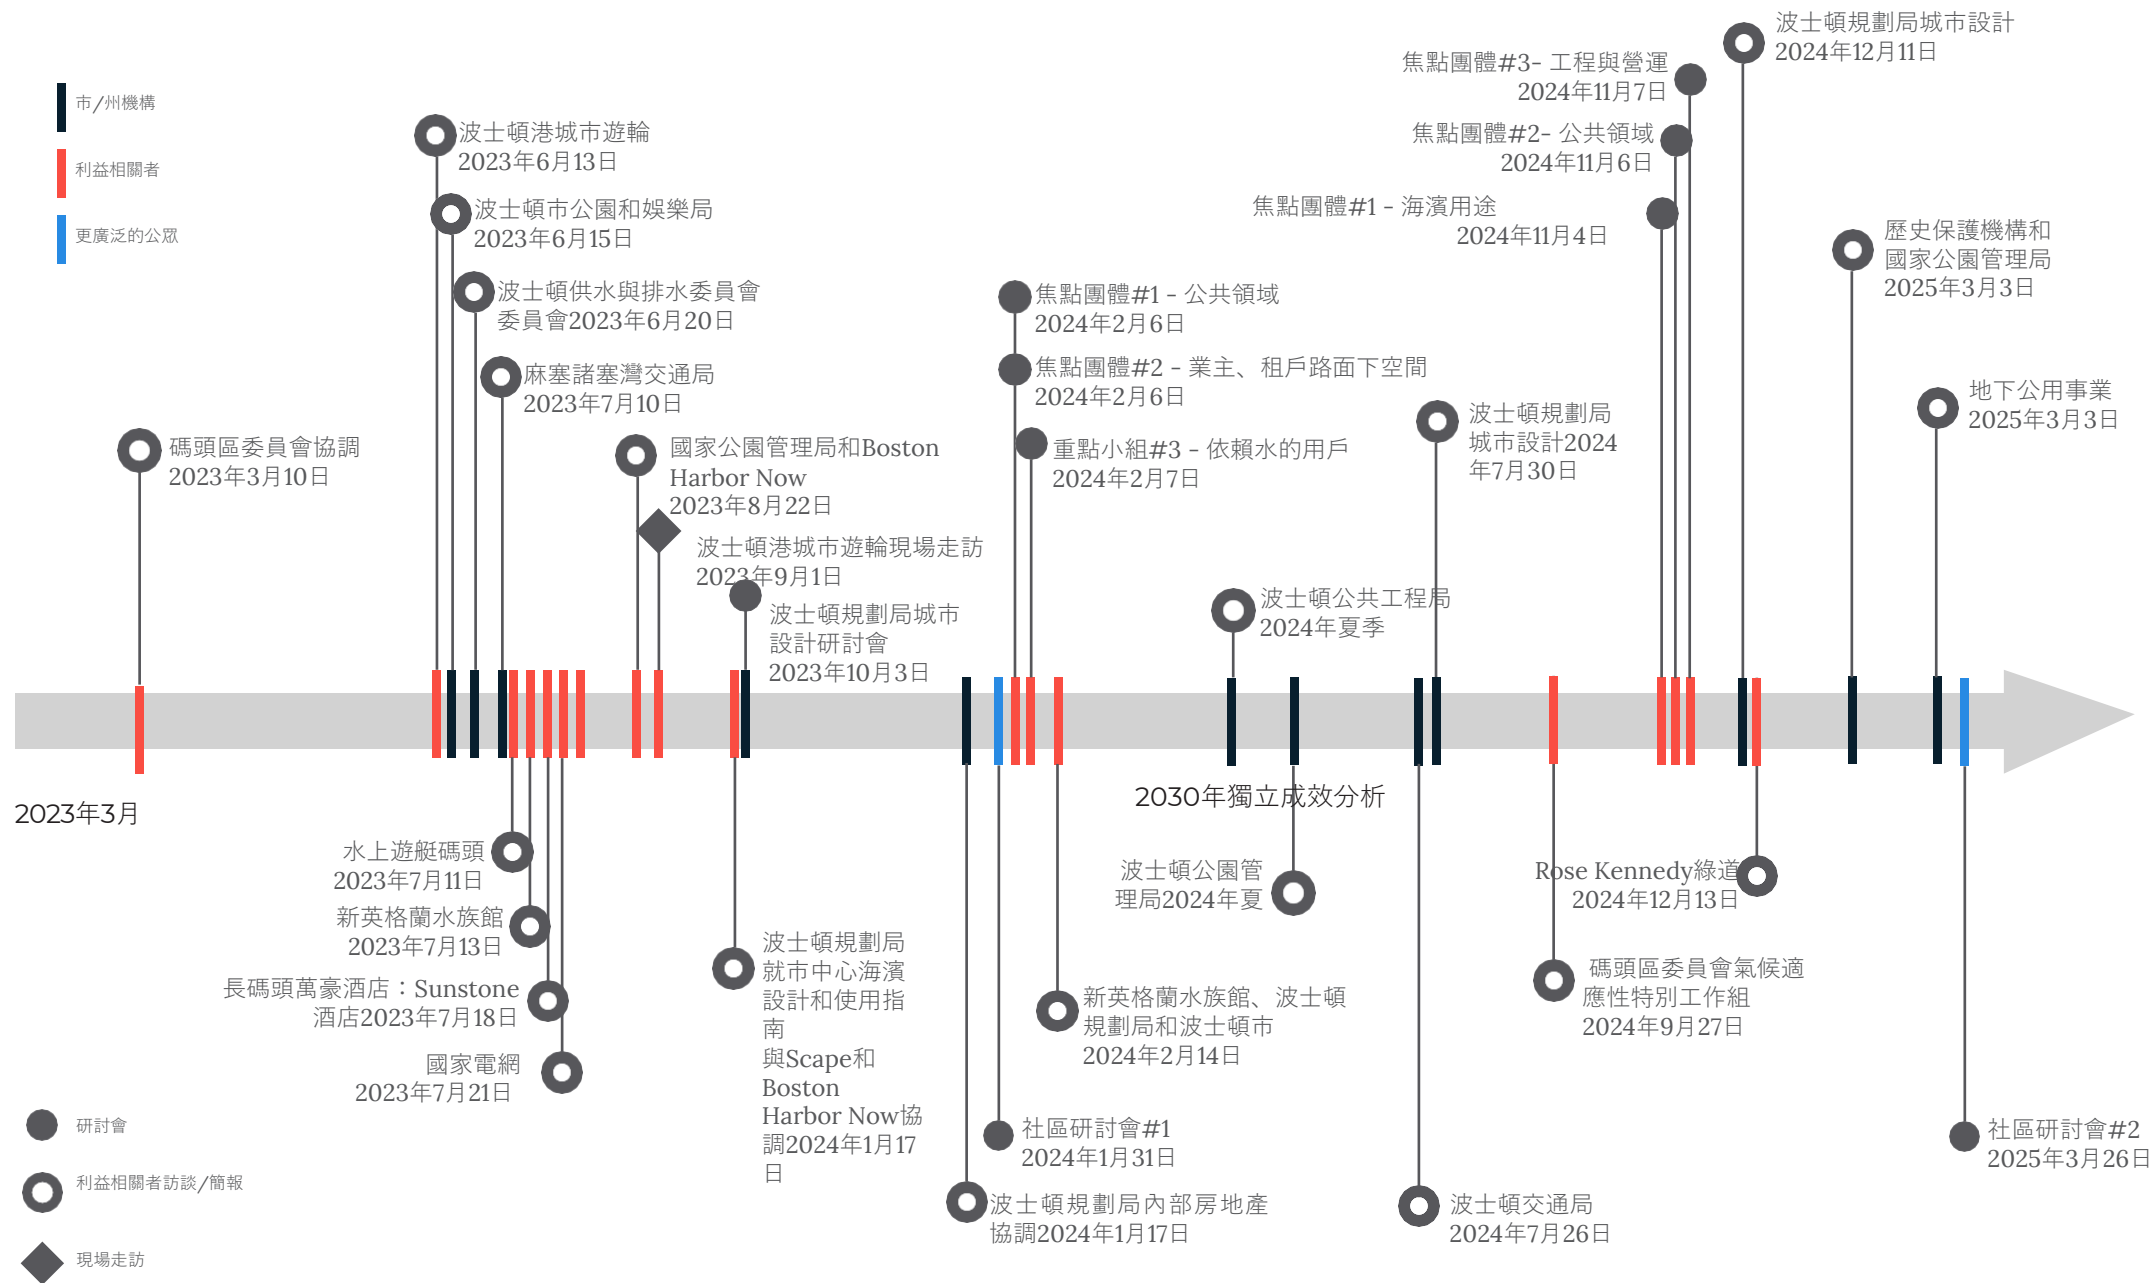 波士頓規劃局城市設計
2024年12月11日
焦點團體#3- 工程與營運
2024年11月7日
焦點團體#2- 公共領域
2024年11月6日
焦點團體#1 - 海濱用途
2024年11月4日
市/州機構
利益相關者
更廣泛的公眾
波士頓港城市遊輪
2023年6月13日
波士頓市公園和娛樂局
2023年6月15日
波士頓供水與排水委員會
委員會2023年6月20日
麻塞諸塞灣交通局
2023年7月10日
碼頭區委員會協調
2023年3月10日
國家公園管理局和Boston
Harbor Now
2023年8月22日
波士頓港城市遊輪現場走訪
2023年9月1日
波士頓規劃局城市
設計研討會
2023年10月3日
焦點團體#1 - 公共領域
2024年2月6日
焦點團體#2 - 業主、租戶路面下空間
2024年2月6日
重點小組#3 - 依賴水的用戶
2024年2月7日
波士頓公共工程局
2024年夏季
波士頓規劃局
城市設計2024
年7月30日
歷史保護機構和
國家公園管理局
2025年3月3日
地下公用事業
2025年3月3日
2023年3月
2030年獨立成效分析
水上遊艇碼頭
2023年7月11日
新英格蘭水族館
2023年7月13日
長碼頭萬豪酒店：Sunstone
酒店2023年7月18日
國家電網
2023年7月21日
波士頓規劃局
就市中心海濱
設計和使用指
南
與Scape和
Boston
Harbor Now協
調2024年1月17
日
波士頓規劃局內部房地產
協調2024年1月17日
社區研討會#1
2024年1月31日
新英格蘭水族館、波士頓
規劃局和波士頓市
2024年2月14日
波士頓公園管
理局2024年夏
波士頓交通局
2024年7月26日
碼頭區委員會氣候適
應性特別工作組
2024年9月27日
Rose Kennedy綠道
2024年12月13日
社區研討會#2
2025年3月26日
研討會
利益相關者訪談/簡報
現場走訪